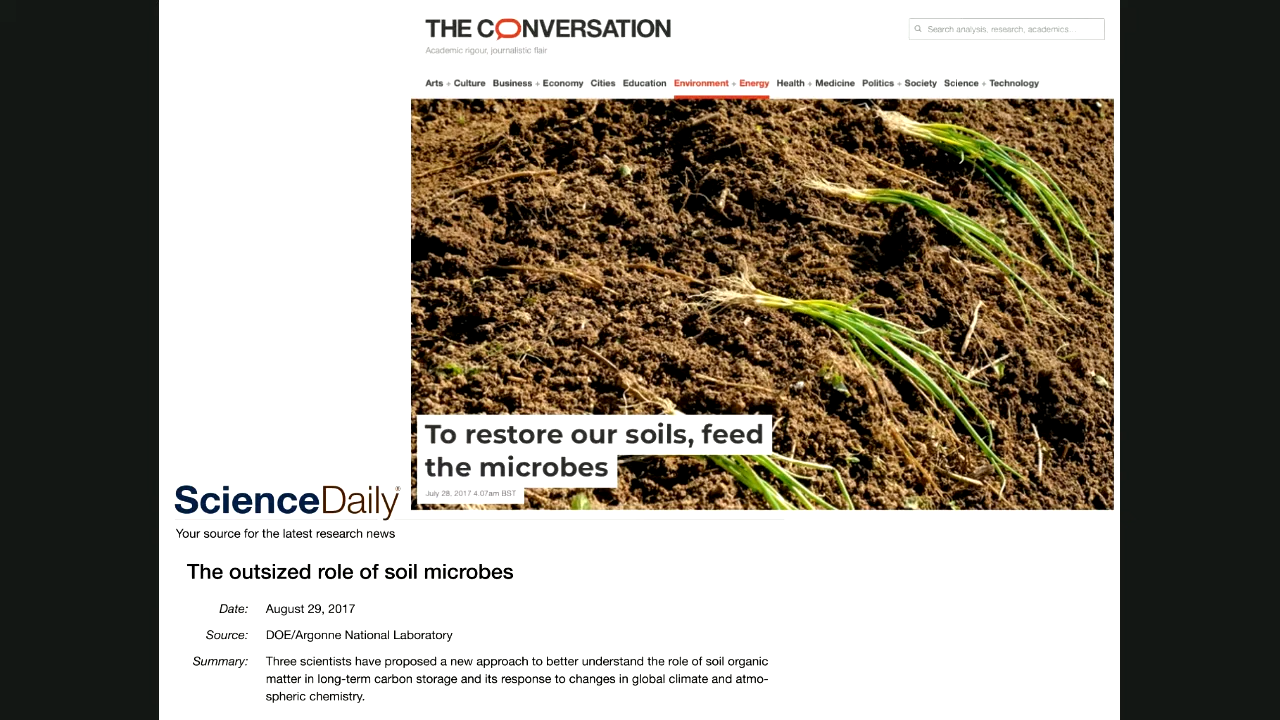 THE CONVERSATION
Search analysis, research, academics...
Academic rigour, journalistic flair
Arts + Culture Business + Economy Cities Education Environment + Energy Health + Medicine Politics + Society Science + Technology
To restore our soils, feed
the microbes
July 28, 2017 4.07am BST
ScienceDaily®
Your source for the latest research news
The outsized role of soil microbes
Date: August 29, 2017
Source: DOE/Argonne National Laboratory
Summary: Three scientists have proposed a new approach to better understand the role of soil organic
matter in long-term carbon storage and its response to changes in global climate and atmo-
spheric chemistry.